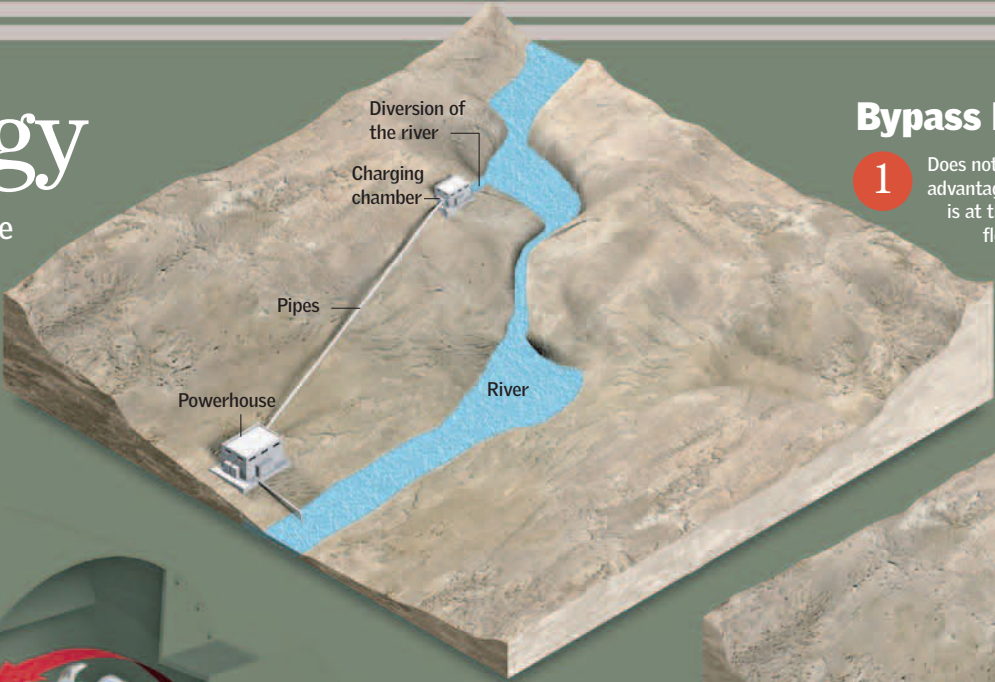 gy
e
Diversion of
the river
Charging
chamber
Pipes
Powerhouse
River
Bypass
1
Does not
advantag
is at t
fl